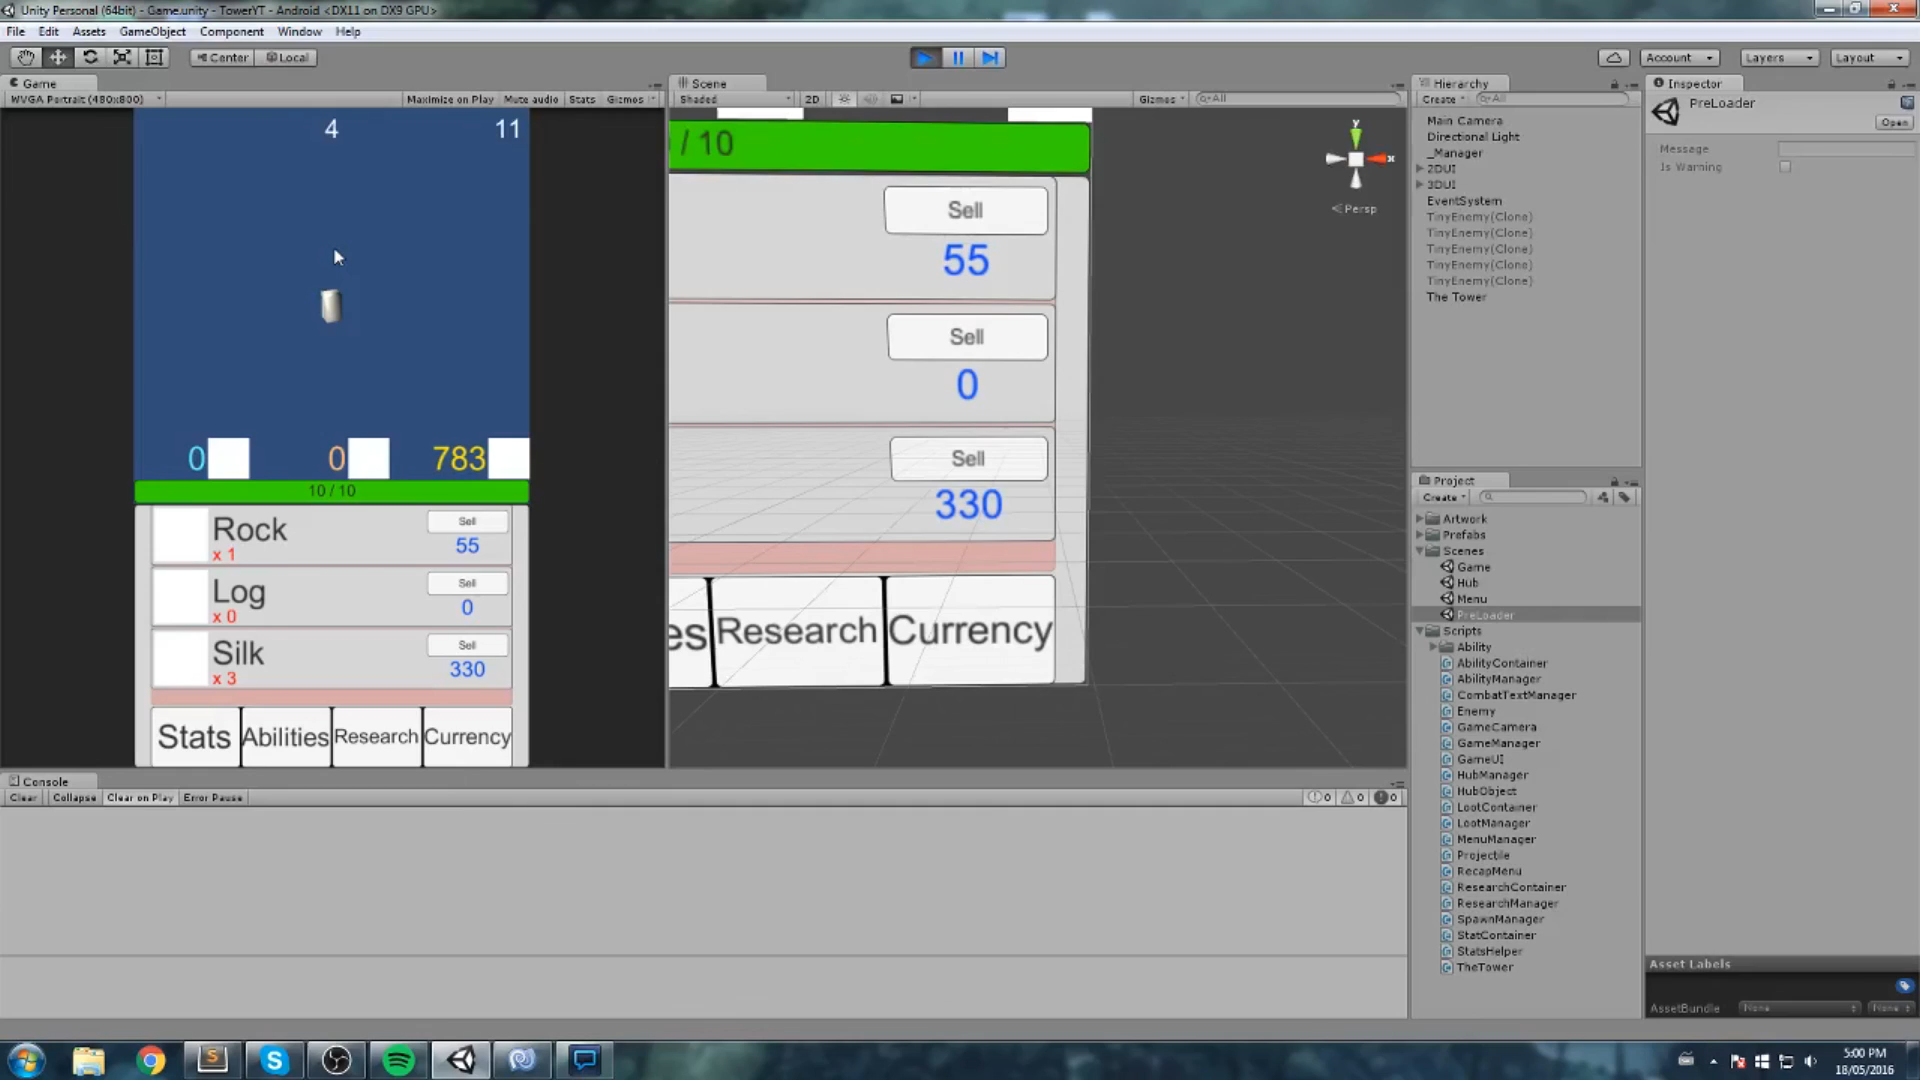 Unity Personal (64bit) - Game.unity - TowerYT - Android <DX11 on DX9 GPU>
File Edit Assets GameObject Component Window Help
Center Local Account Layers Layout
Game
WVGA Portrait (480x800) Maximize on Play Mute audio Stats Gizmos
4 11
0 0 783
10 / 10
Rock
x 1
Sell
55
Log
x 0
Sell
0
Silk
x 3
Sell
330
Stats Abilities Research Currency
Scene
Shaded 2D Gizmos All
/ 10
Sell
55
Sell
0
Sell
330
es Research Currency
y
x
Persp
Hierarchy
Create All
Main Camera
Directional Light
_Manager
2DUI
3DUI
EventSystem
TinyEnemy(Clone)
TinyEnemy(Clone)
TinyEnemy(Clone)
TinyEnemy(Clone)
TinyEnemy(Clone)
The Tower
Project
Create
Artwork
Prefabs
Scenes
Game
Hub
Menu
PreLoader
Scripts
Ability
AbilityContainer
AbilityManager
CombatTextManager
Enemy
GameCamera
GameManager
GameUI
HubManager
HubObject
LootContainer
LootManager
MenuManager
Projectile
RecapMenu
ResearchContainer
ResearchManager
SpawnManager
StatContainer
StatsHelper
TheTower
Inspector
PreLoader
Open
Message
Is Warning
Asset Labels
AssetBundle None None
Console
Clear Collapse Clear on Play Error Pause 0 0 0
5:00 PM
18/05/2016